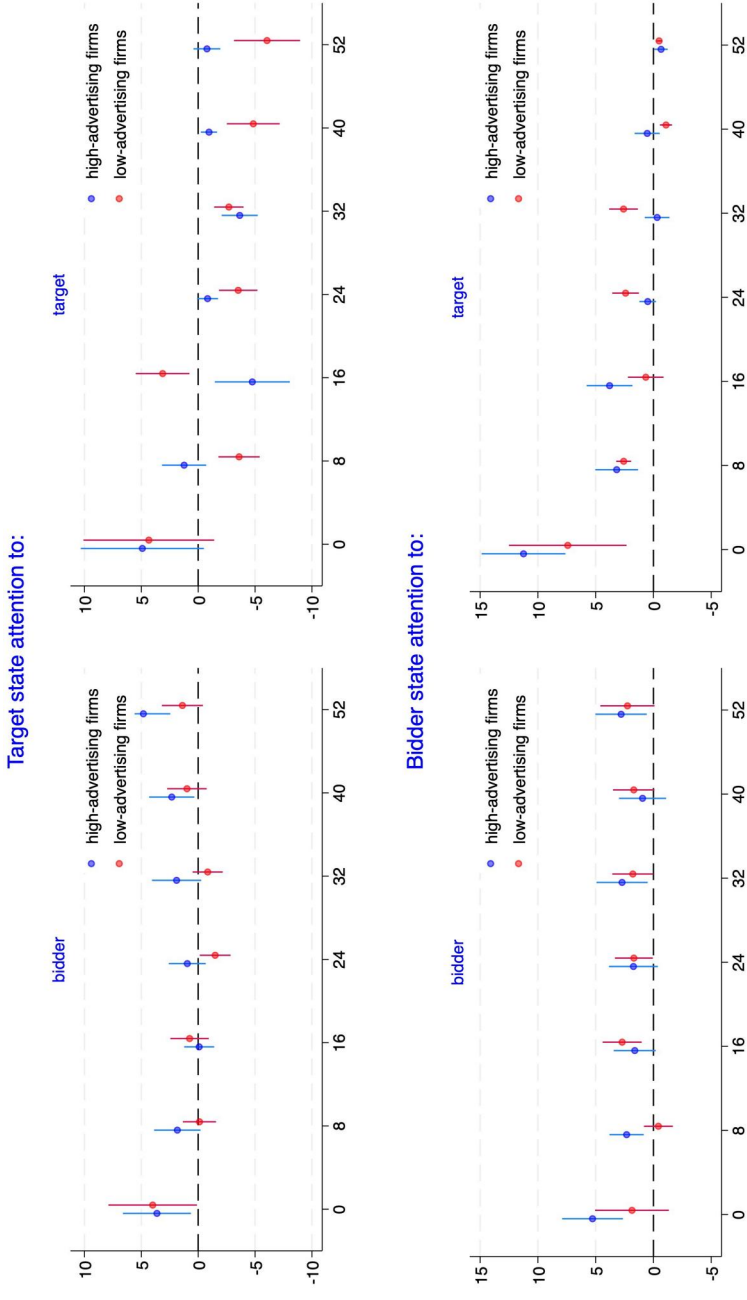 Target state attention to:
bidder
10
5
0
-5
-10
0 8 16 24 32 40 52
high-advertising firms
low-advertising firms
target
10
5
0
-5
-10
0 8 16 24 32 40 52
high-advertising firms
low-advertising firms
Bidder state attention to:
bidder
15
10
5
0
-5
0 8 16 24 32 40 52
high-advertising firms
low-advertising firms
target
15
10
5
0
-5
0 8 16 24 32 40 52
high-advertising firms
low-advertising firms